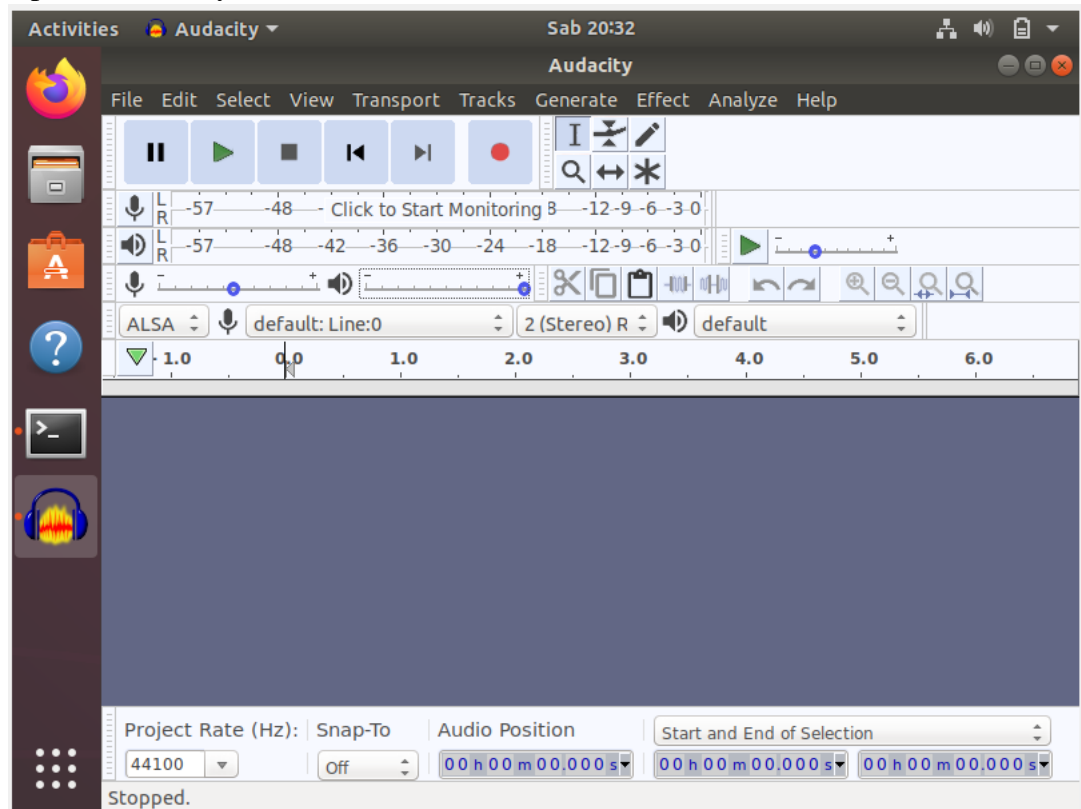 Activities Audacity Sab 20:32
Audacity
File Edit Select View Transport Tracks Generate Effect Analyze Help
L
R -57 -48 - Click to Start Monitoring 8 -12 -9 -6 -3 0
L
R -57 -48 -42 -36 -30 -24 -18 -12 -9 -6 -3 0
- + - +
ALSA default: Line:0 2 (Stereo) R default
- 1.0 0.0 1.0 2.0 3.0 4.0 5.0 6.0
Project Rate (Hz): Snap-To Audio Position Start and End of Selection
44100 Off 00 h 00 m 00.000 s 00 h 00 m 00.000 s 00 h 00 m 00.000 s
Stopped.